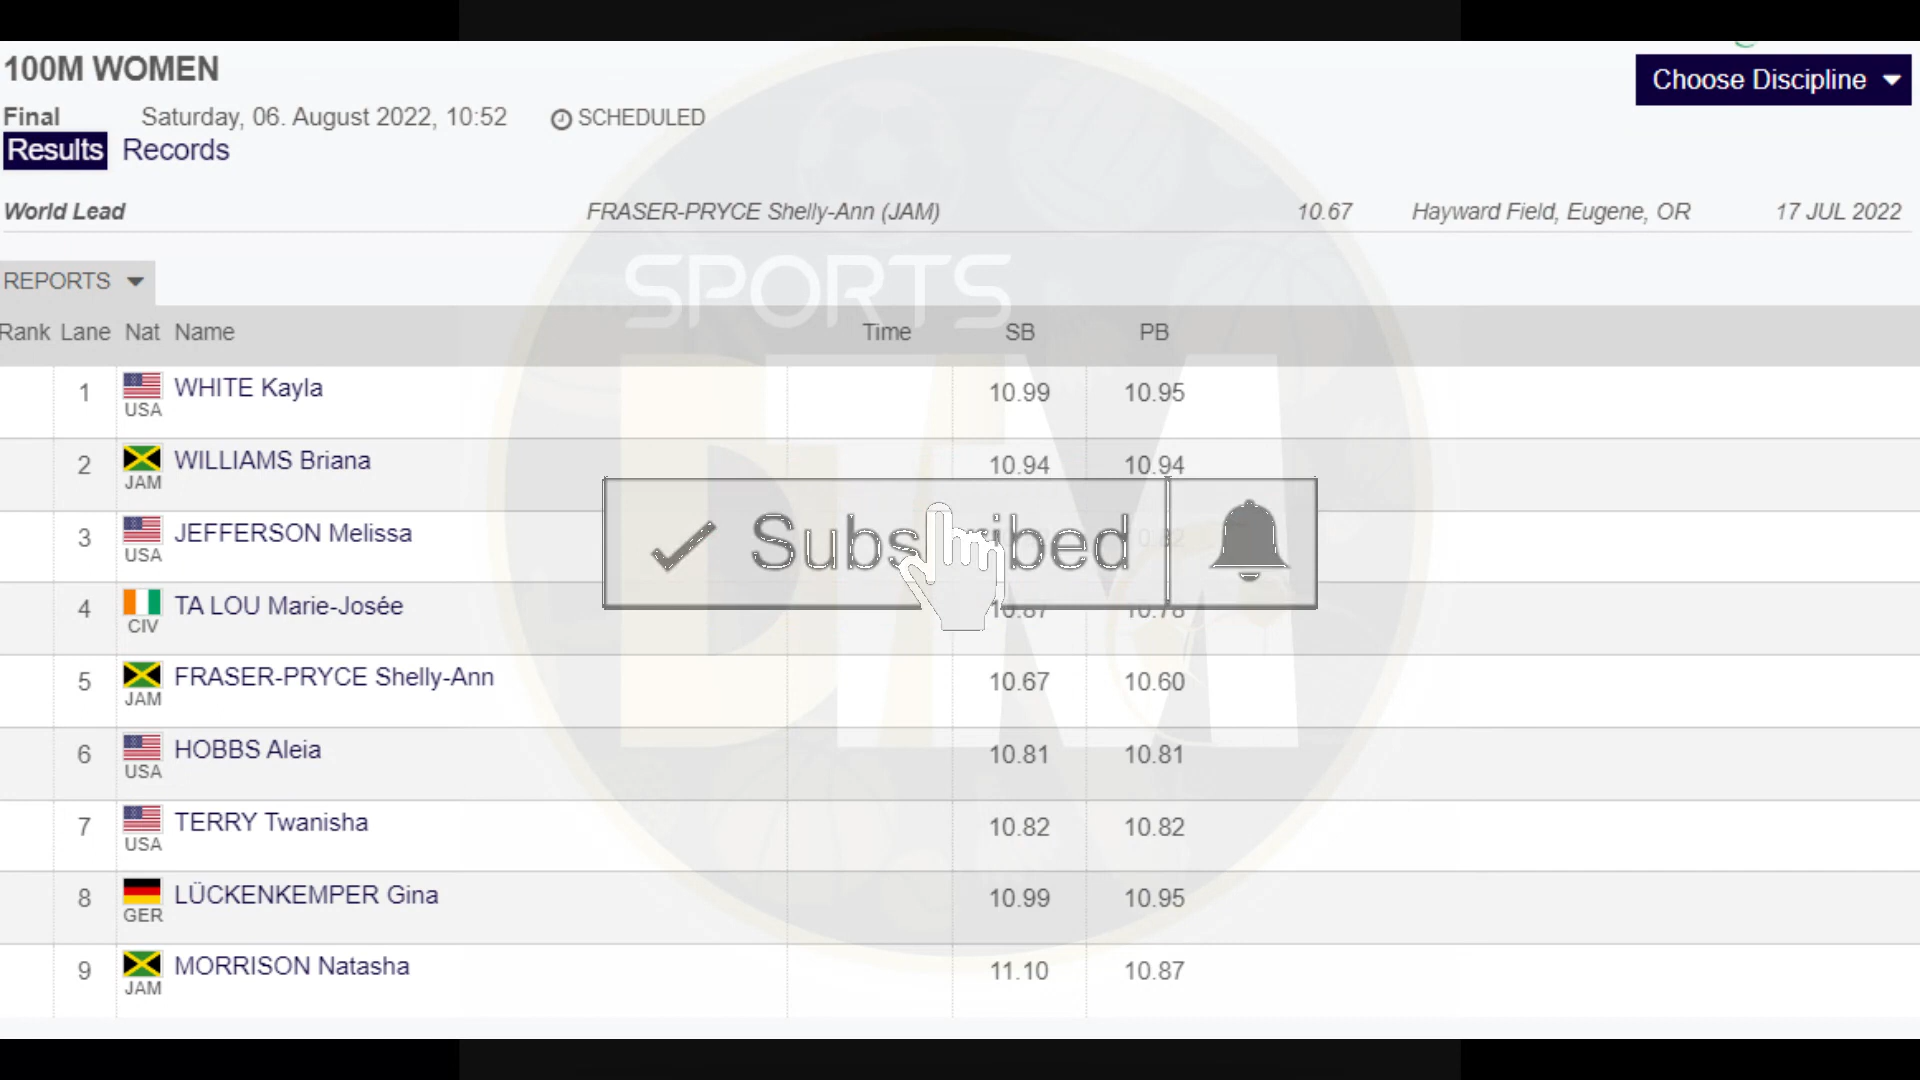 100M WOMEN
Choose Discipline
Final Saturday, 06. August 2022, 10:52 SCHEDULED
Results Records
World Lead FRASER-PRYCE Shelly-Ann (JAM) 10.67 Hayward Field, Eugene, OR 17 JUL 2022
SPORTS
REPORTS
Rank Lane Nat Name Time SB PB
1 USA WHITE Kayla 10.99 10.95
2 JAM WILLIAMS Briana 10.94 10.94
DTM
3 USA JEFFERSON Melissa
Subscribed
4 CIV TA LOU Marie-Josée 10.87 10.78
5 JAM FRASER-PRYCE Shelly-Ann 10.67 10.60
6 USA HOBBS Aleia 10.81 10.81
7 USA TERRY Twanisha 10.82 10.82
8 GER LÜCKENKEMPER Gina 10.99 10.95
9 JAM MORRISON Natasha 11.10 10.87